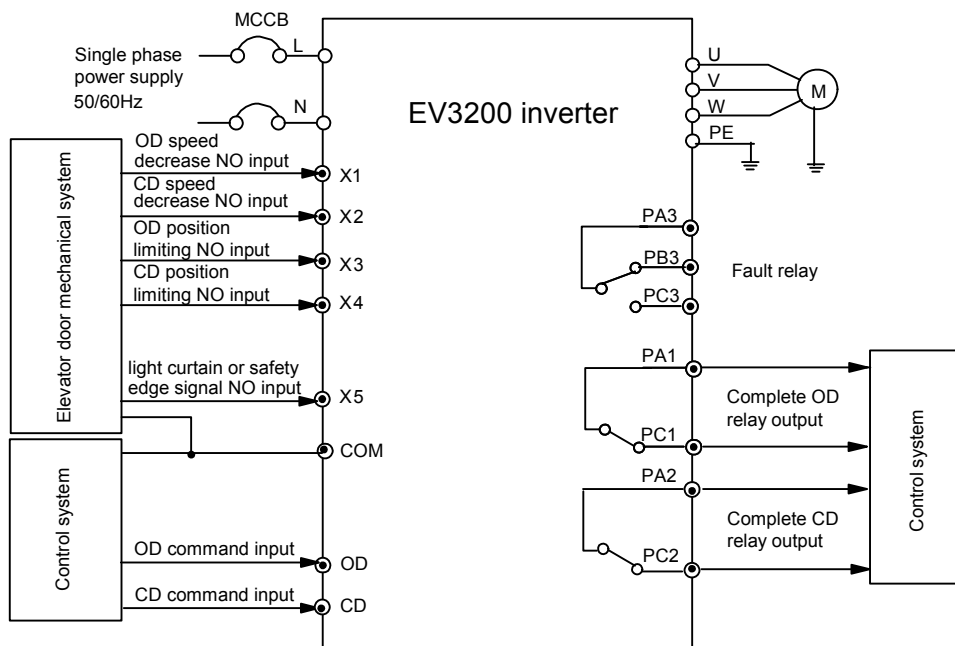 MCCB
L
Single phase
power supply
50/60Hz
N
EV3200 inverter
U
V
W
PE
M
Elevator door mechanical system
OD speed
decrease NO input
X1
CD speed
decrease NO input
X2
OD position
limiting NO input
X3
CD position
limiting NO input
X4
light curtain or safety
edge signal NO input
X5
COM
Control system
OD command input
OD
CD command input
CD
PA3
PB3
PC3
Fault relay
PA1
PC1
Complete OD
relay output
PA2
PC2
Complete CD
relay output
Control system